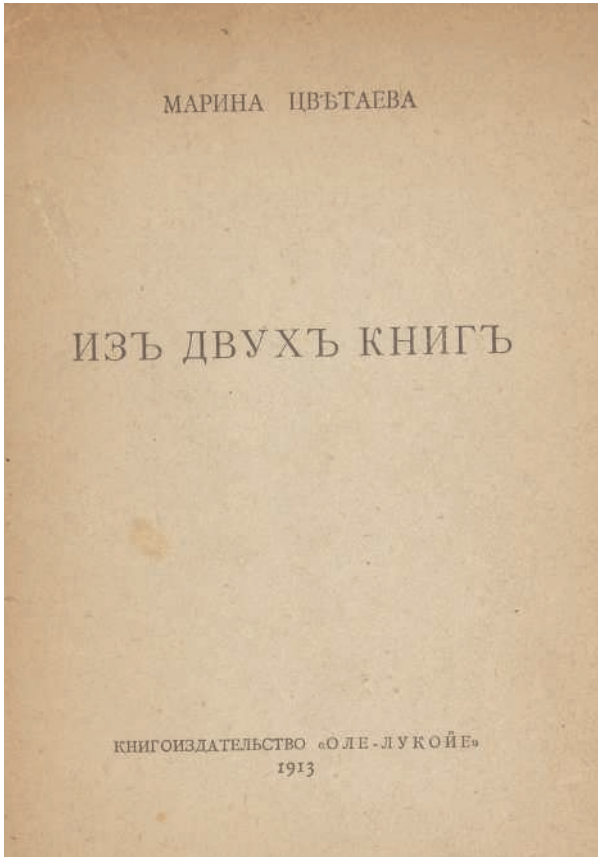 МАРИНА ЦВѢТАЕВА
ИЗЪ ДВУХЪ КНИГЪ
КНИГОИЗДАТЕЛЬСТВО «ОЛЕ-ЛУКОЙЕ»
1913